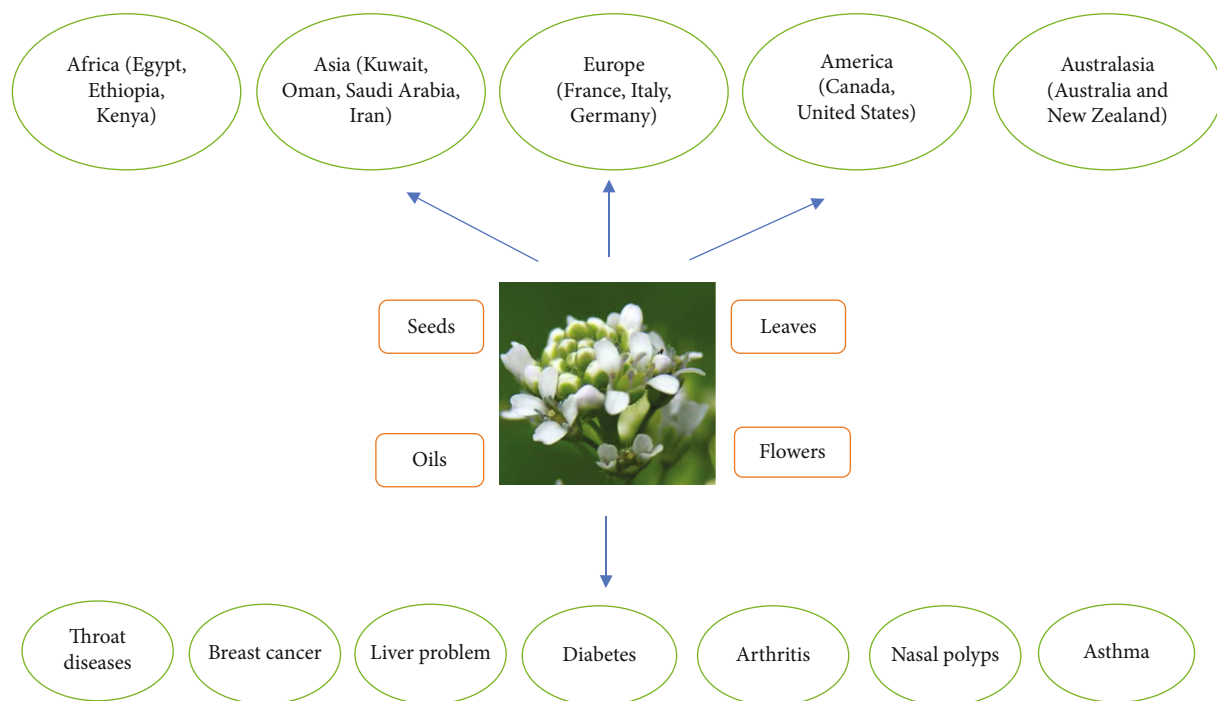 Africa (Egypt,
Ethiopia,
Kenya)
Asia (Kuwait,
Oman, Saudi Arabia,
Iran)
Europe
(France, Italy,
Germany)
America
(Canada,
United States)
Australasia
(Australia and
New Zealand)
Seeds
Leaves
Oils
Flowers
Throat
diseases
Breast cancer
Liver problem
Diabetes
Arthritis
Nasal polyps
Asthma